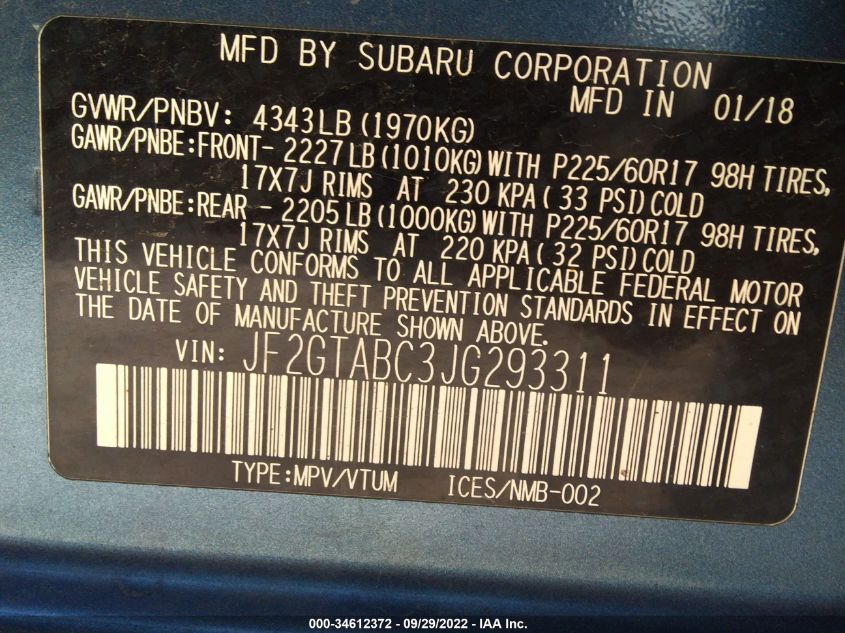 MFD BY SUBARU CORPORATION
MFD IN 01/18
GVWR/PNBV: 4343LB(1970KG)
GAWR/PNBE:FRONT- 2227LB(1010KG)WITH P225/60R17 98H TIRES,
17X7J RIMS AT 230 KPA( 33 PSI)COLD
GAWR/PNBE:REAR - 2205LB(1000KG)WITH P225/60R17 98H TIRES,
17X7J RIMS AT 220 KPA( 32 PSI)COLD
THIS VEHICLE CONFORMS TO ALL APPLICABLE FEDERAL MOTOR
VEHICLE SAFETY AND THEFT PREVENTION STANDARDS IN EFFECT ON
THE DATE OF MANUFACTURE SHOWN ABOVE.
VIN: JF2GTABC3JG293311
TYPE:MPV/VTUM ICES/NMB-002
000-34612372 - 09/29/2022 - IAA Inc.